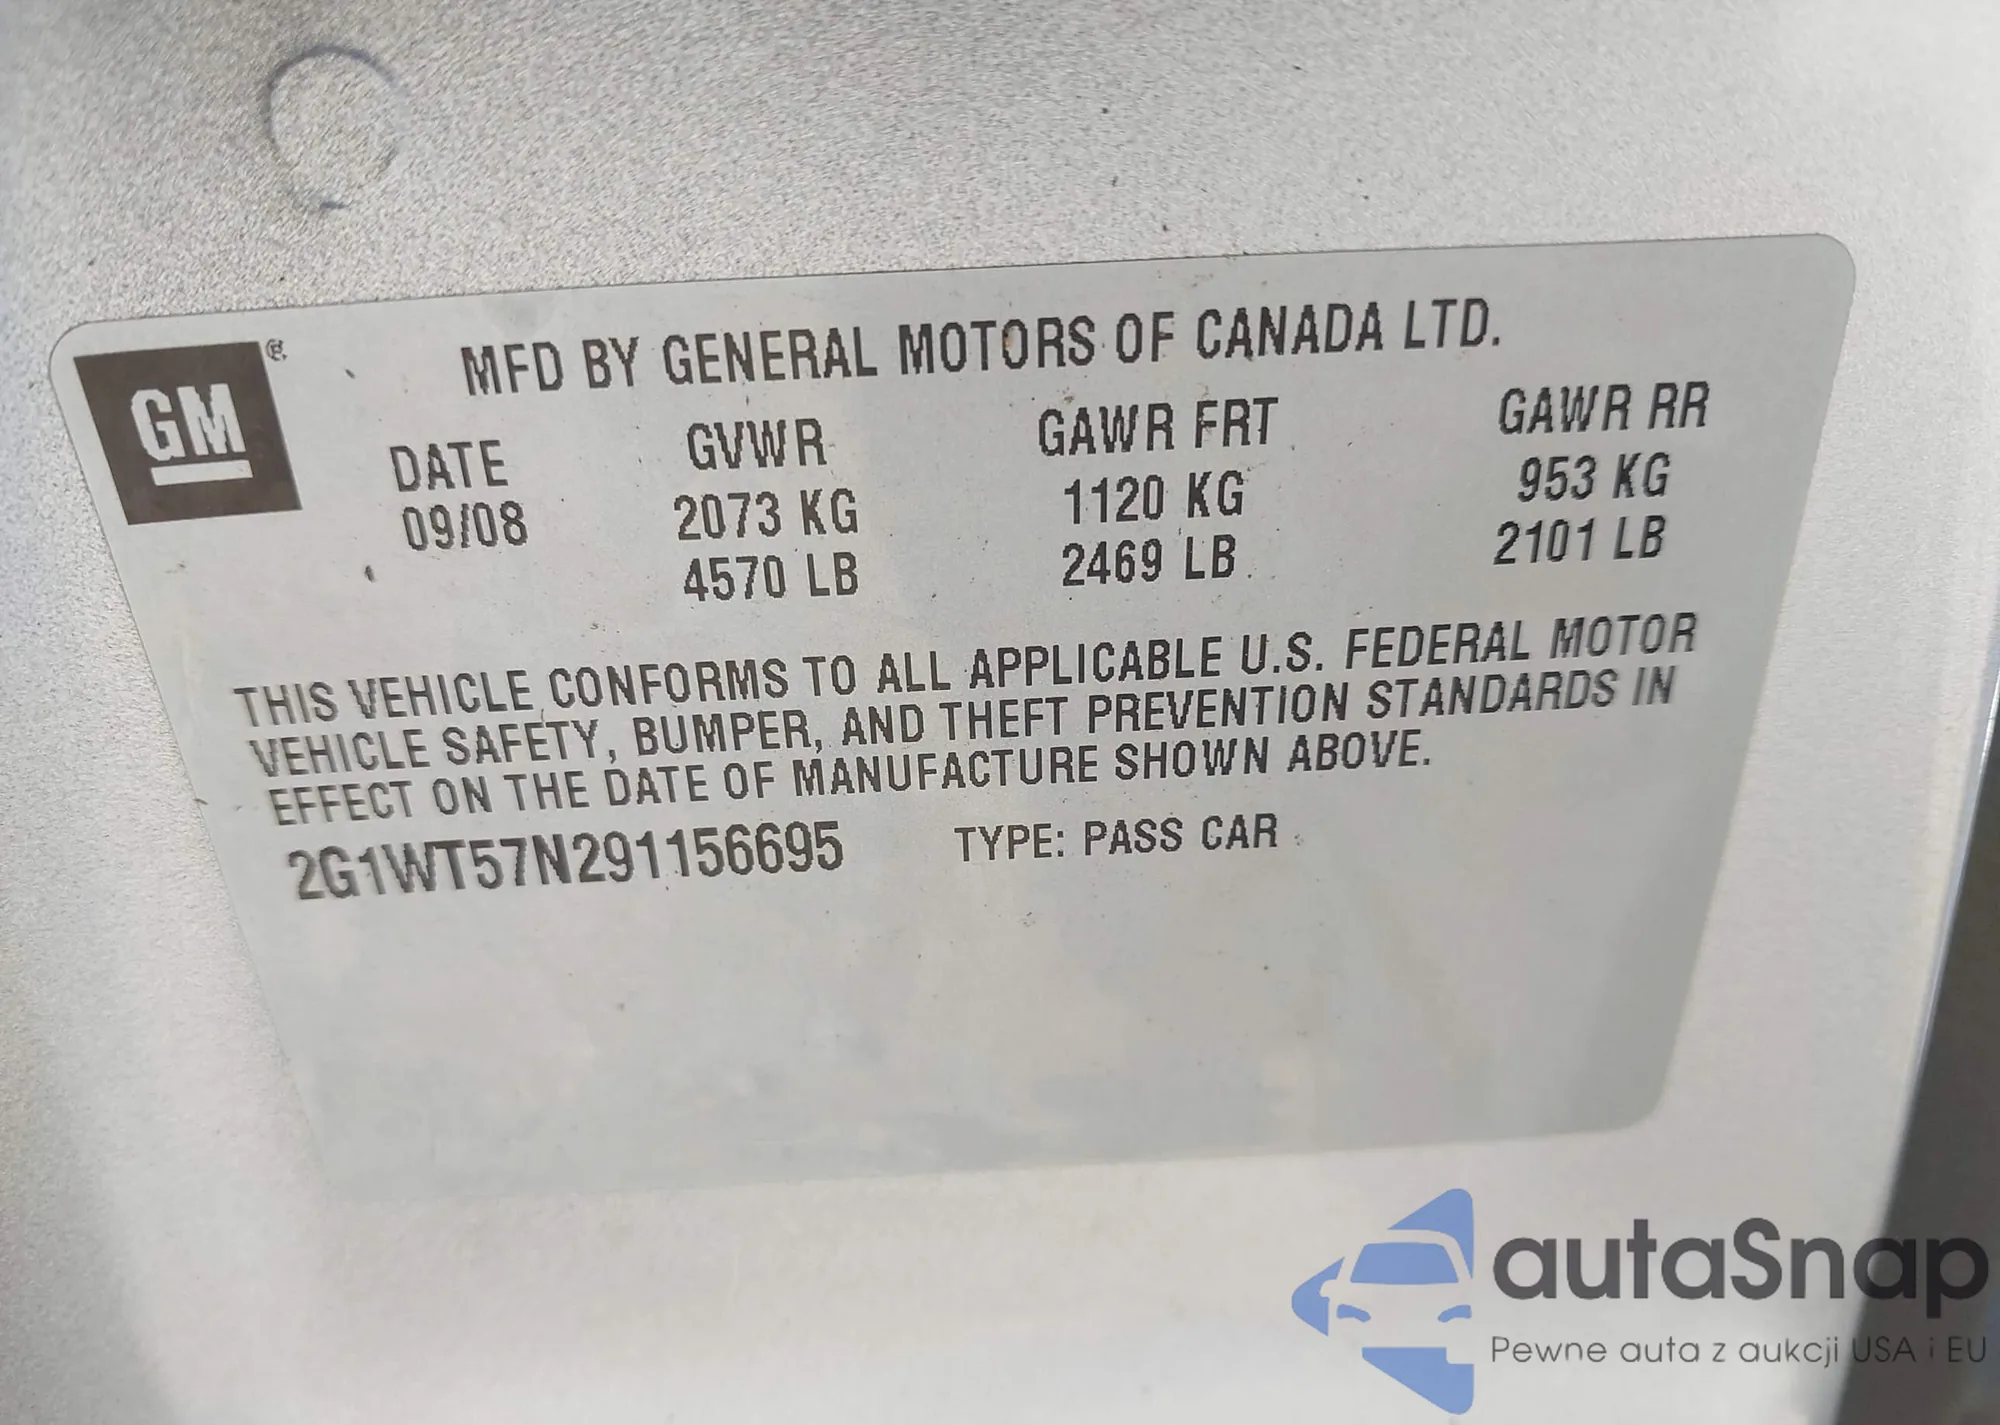 GM
MFD BY GENERAL MOTORS OF CANADA LTD.
DATE GVWR GAWR FRT GAWR RR
09/08 2073 KG 1120 KG 953 KG
4570 LB 2469 LB 2101 LB
THIS VEHICLE CONFORMS TO ALL APPLICABLE U.S. FEDERAL MOTOR
VEHICLE SAFETY, BUMPER, AND THEFT PREVENTION STANDARDS IN
EFFECT ON THE DATE OF MANUFACTURE SHOWN ABOVE.
2G1WT57N291156695 TYPE: PASS CAR
autaSnap
Pewne auta z aukcji USA i EU